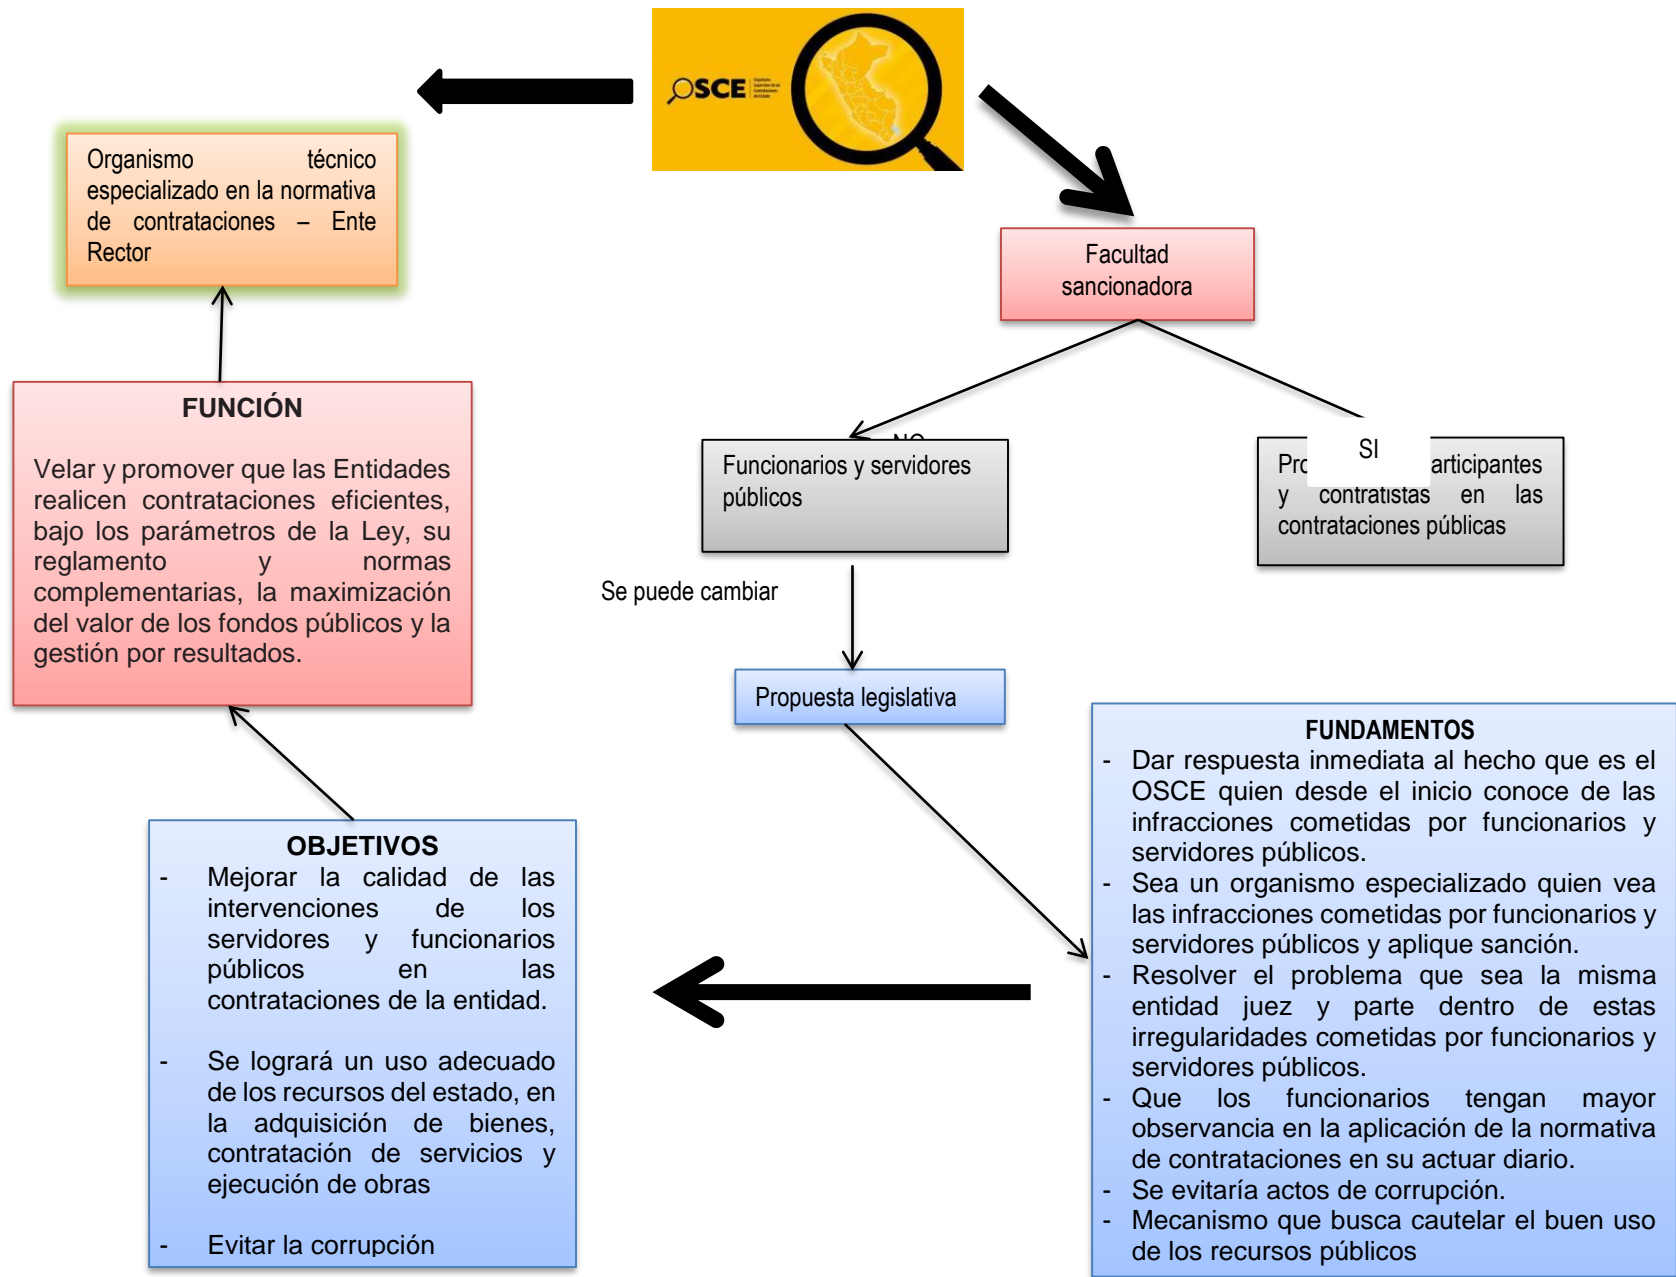 OSCE
Organismo técnico
especializado en la normativa
de contrataciones – Ente
Rector
Facultad
sancionadora
FUNCIÓN
Velar y promover que las Entidades
realicen contrataciones eficientes,
bajo los parámetros de la Ley, su
reglamento y normas
complementarias, la maximización
del valor de los fondos públicos y la
gestión por resultados.
NO
Funcionarios y servidores
públicos
SI
articipantes
y contratistas en las
contrataciones públicas
Se puede cambiar
Propuesta legislativa
FUNDAMENTOS
- Dar respuesta inmediata al hecho que es el
OSCE quien desde el inicio conoce de las
infracciones cometidas por funcionarios y
servidores públicos.
- Sea un organismo especializado quien vea
las infracciones cometidas por funcionarios y
servidores públicos y aplique sanción.
- Resolver el problema que sea la misma
entidad juez y parte dentro de estas
irregularidades cometidas por funcionarios y
servidores públicos.
- Que los funcionarios tengan mayor
observancia en la aplicación de la normativa
de contrataciones en su actuar diario.
- Se evitaría actos de corrupción.
- Mecanismo que busca cautelar el buen uso
de los recursos públicos
OBJETIVOS
- Mejorar la calidad de las
intervenciones de los
servidores y funcionarios
públicos en las
contrataciones de la entidad.
- Se logrará un uso adecuado
de los recursos del estado, en
la adquisición de bienes,
contratación de servicios y
ejecución de obras
- Evitar la corrupción